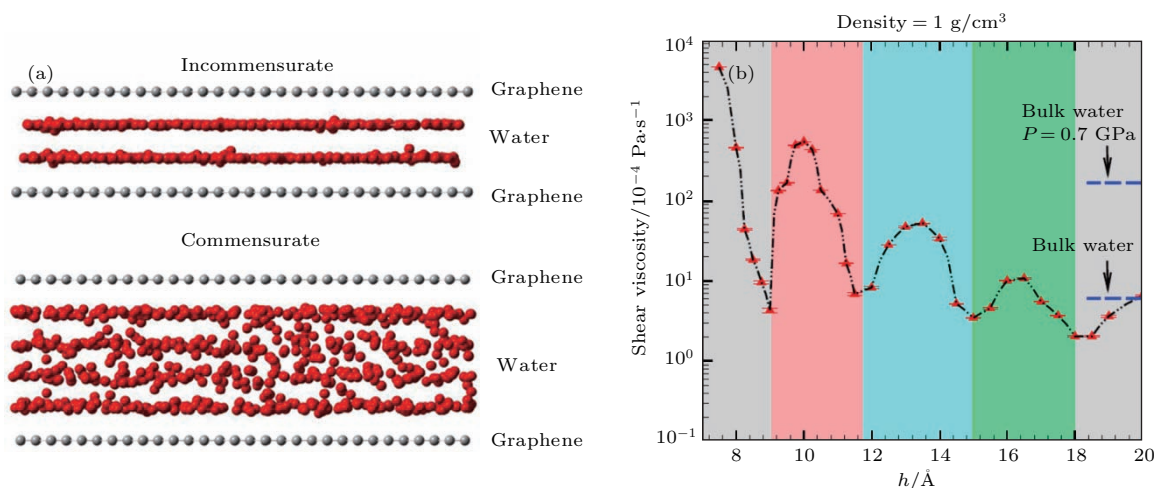 (a)
Incommensurate
Graphene
Water
Graphene
Commensurate
Graphene
Water
Graphene
Density = 1 g/cm³
(b)
Shear viscosity/10⁻⁴ Pa·s⁻¹
10⁴
10³
10²
10¹
10⁰
10⁻¹
Bulk water
P = 0.7 GPa
Bulk water
8 10 12 14 16 18 20
h/Å